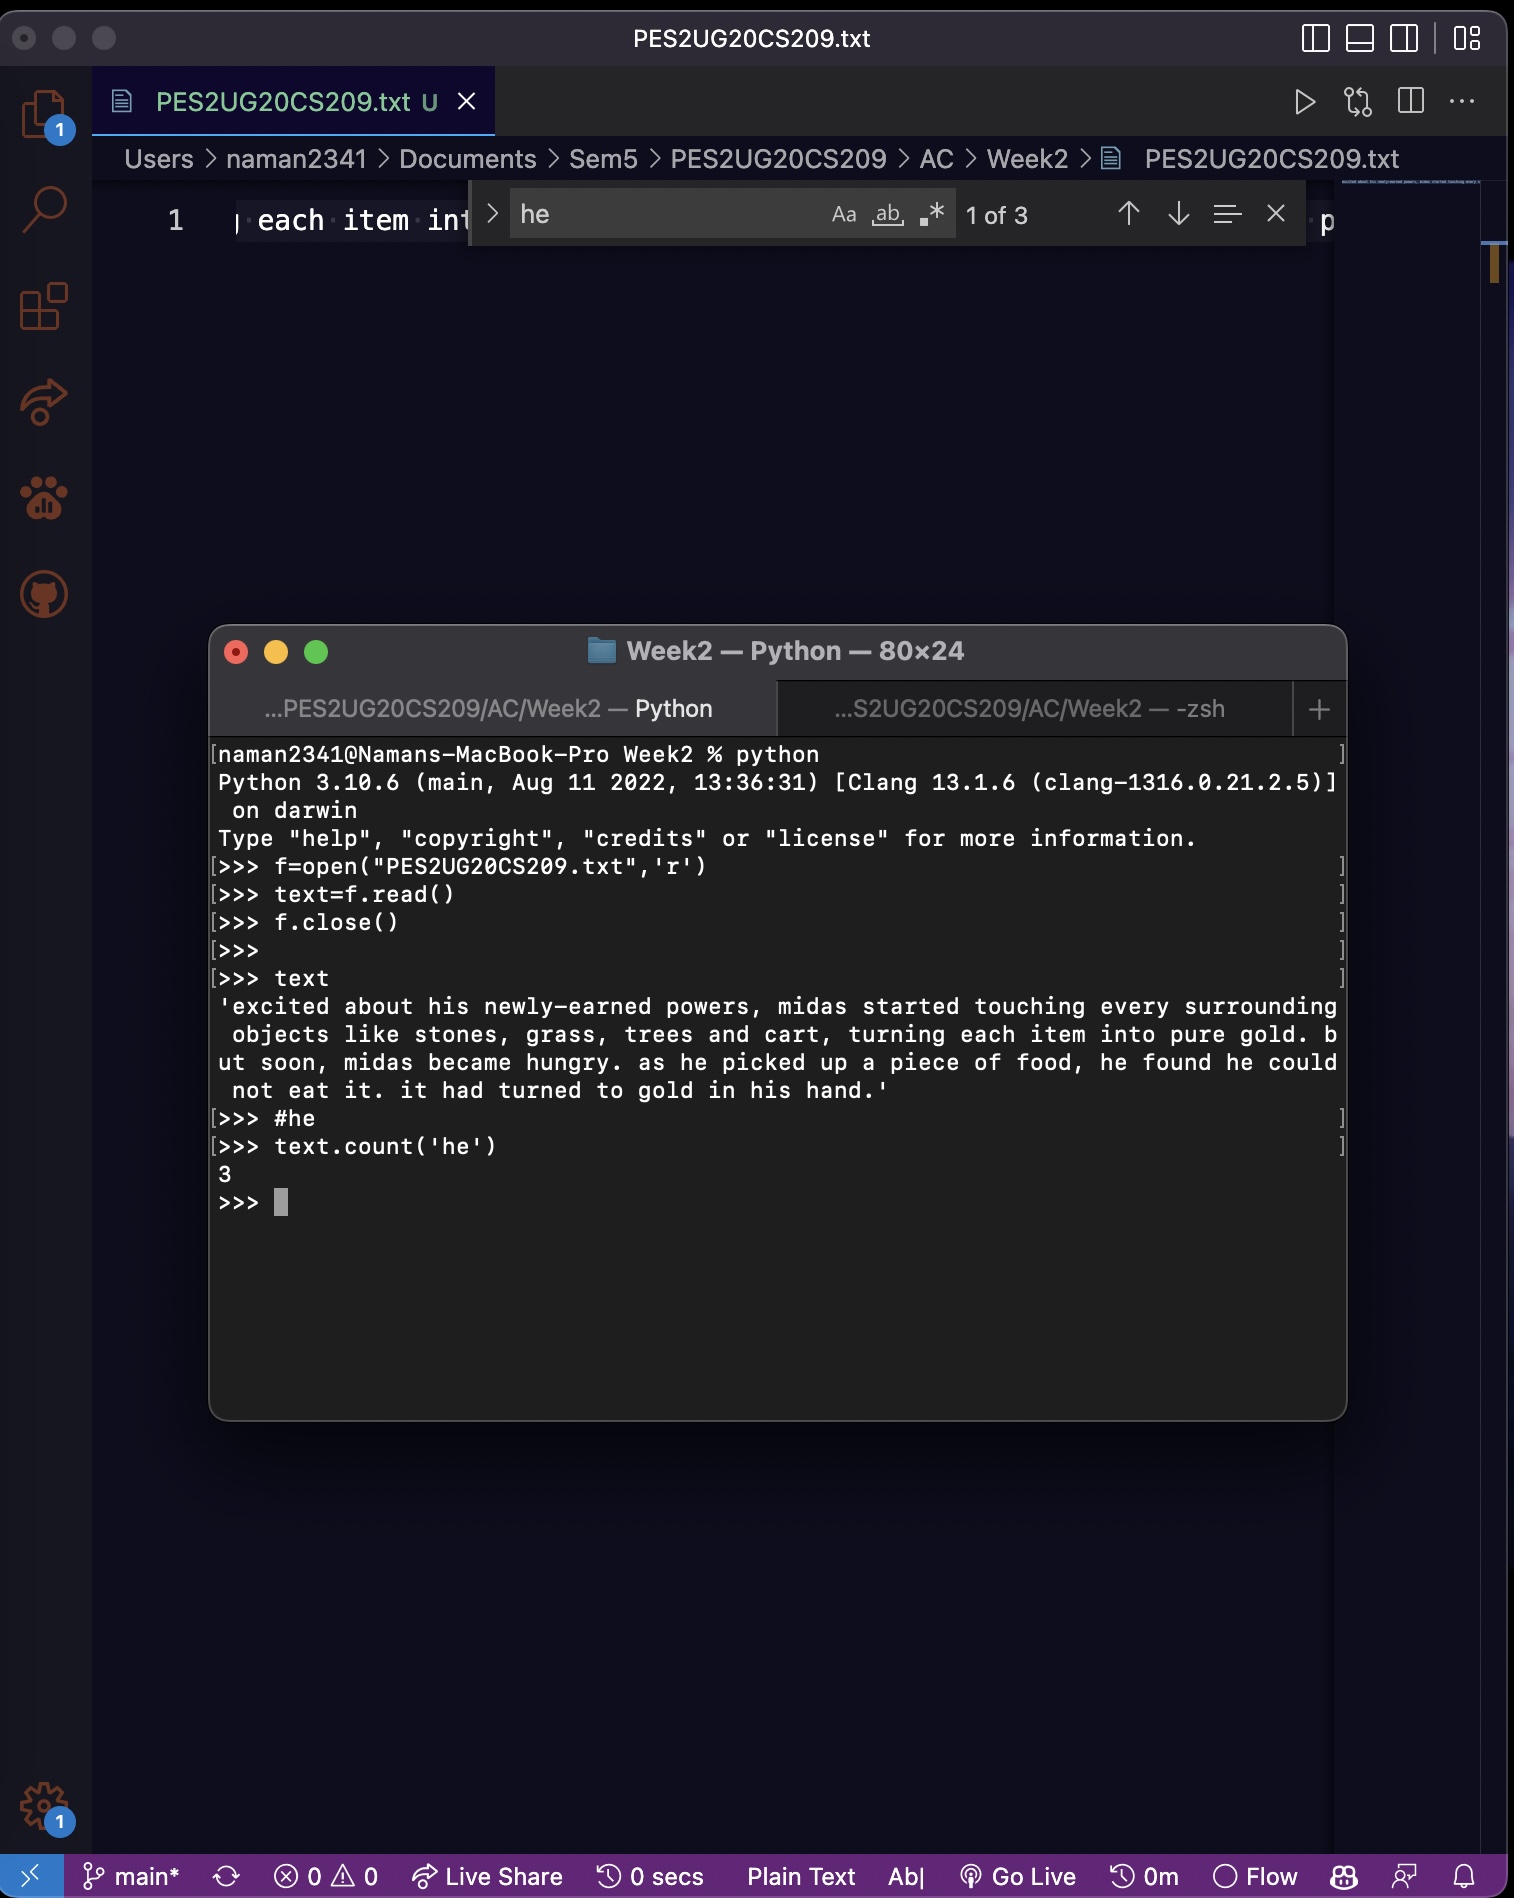 PES2UG20CS209.txt
PES2UG20CS209.txt U
1
Users > naman2341 > Documents > Sem5 > PES2UG20CS209 > AC > Week2 > PES2UG20CS209.txt
he Aa ab 1 of 3
1 each item p
Week2 — Python — 80×24
...PES2UG20CS209/AC/Week2 — Python ...S2UG20CS209/AC/Week2 — -zsh +
[naman2341@Namans-MacBook-Pro Week2 % python ]
Python 3.10.6 (main, Aug 11 2022, 13:36:31) [Clang 13.1.6 (clang-1316.0.21.2.5)]
on darwin
Type "help", "copyright", "credits" or "license" for more information.
[>>> f=open("PES2UG20CS209.txt",'r') ]
[>>> text=f.read() ]
[>>> f.close() ]
[>>> ]
[>>> text ]
'excited about his newly-earned powers, midas started touching every surrounding
objects like stones, grass, trees and cart, turning each item into pure gold. b
ut soon, midas became hungry. as he picked up a piece of food, he found he could
not eat it. it had turned to gold in his hand.'
[>>> #he ]
[>>> text.count('he') ]
3
>>>
1
main* 0 0 Live Share 0 secs Plain Text Ab| Go Live 0m Flow